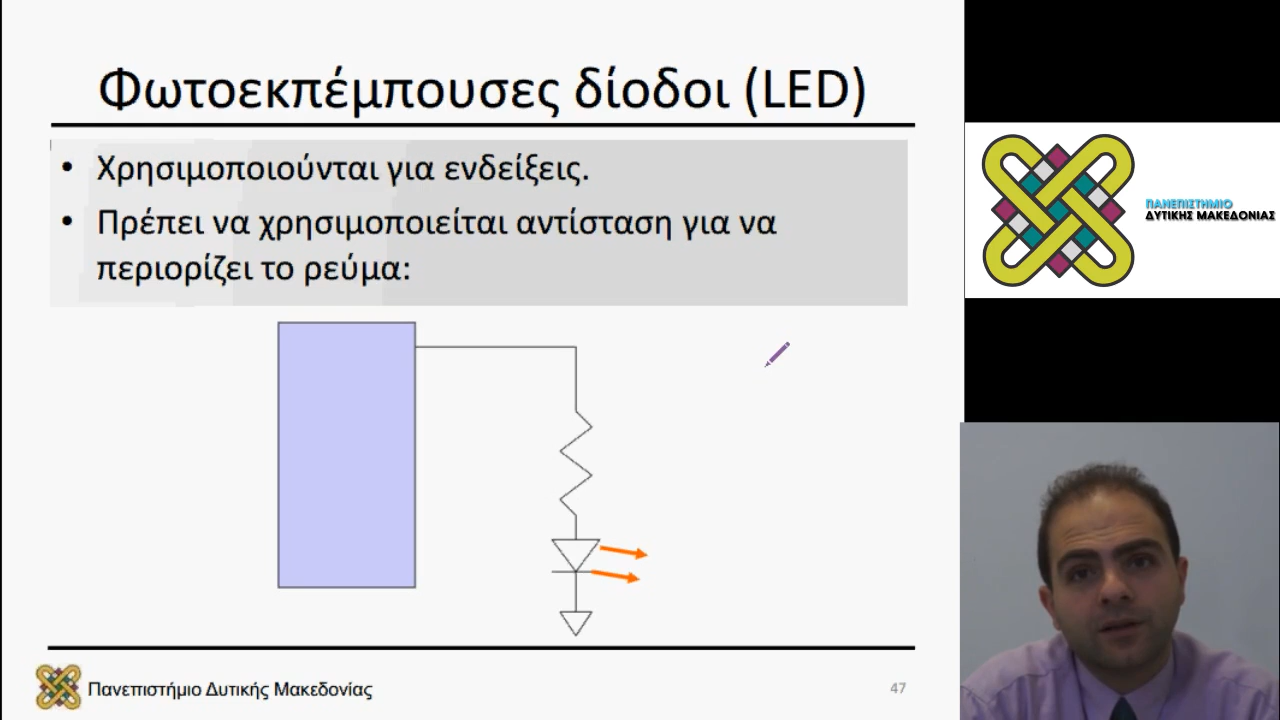 Φωτοεκπέμπουσες δίοδοι (LED)
• Χρησιμοποιούνται για ενδείξεις.
• Πρέπει να χρησιμοποιείται αντίσταση για να
περιορίζει το ρεύμα:
ΠΑΝΕΠΙΣΤΗΜΙΟ
ΔΥΤΙΚΗΣ ΜΑΚΕΔΟΝΙΑΣ
Πανεπιστήμιο Δυτικής Μακεδονίας
47